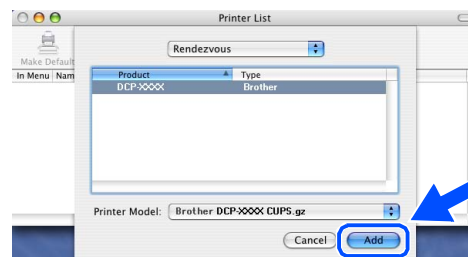 Printer List
Rendezvous
Make Default
In Menu Nam
Product Type
DCP-XXXX Brother
Printer Model: Brother DCP-XXXX CUPS.gz
Cancel Add